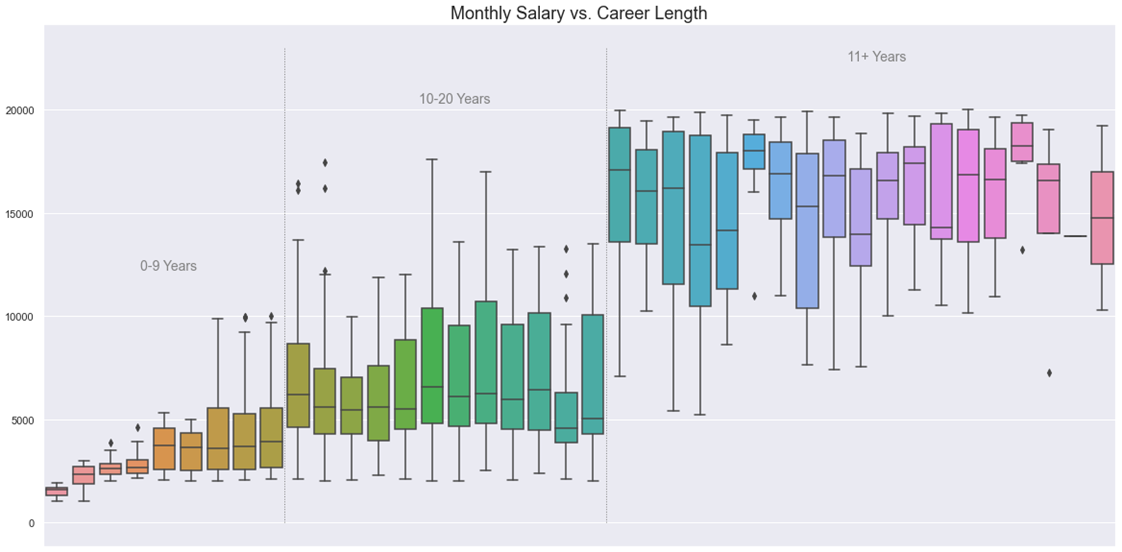 Monthly Salary vs. Career Length
11+ Years
10-20 Years
20000
15000
0-9 Years
10000
5000
0